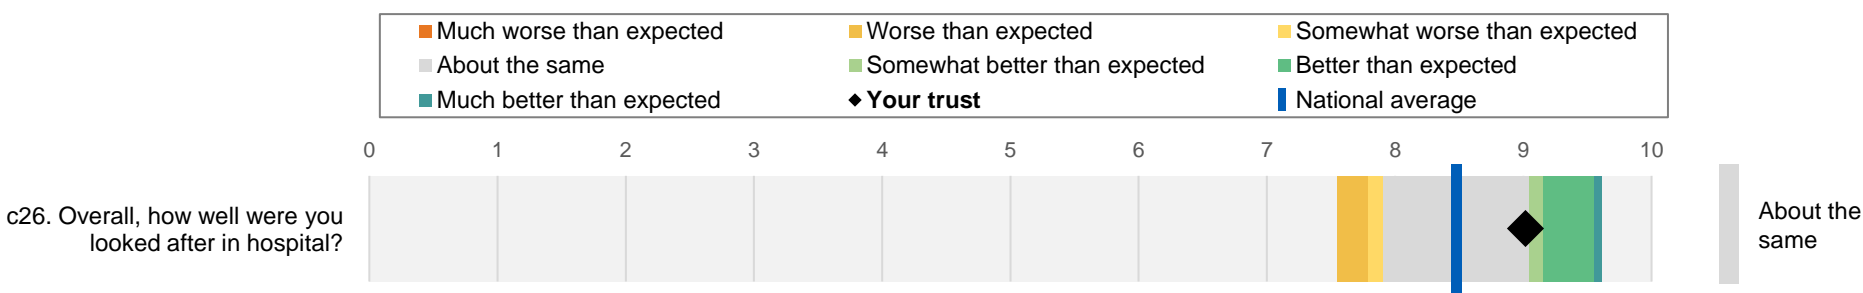 Much worse than expected Worse than expected Somewhat worse than expected
About the same Somewhat better than expected Better than expected
Much better than expected Your trust National average
0 1 2 3 4 5 6 7 8 9 10
c26. Overall, how well were you
looked after in hospital?
About the
same